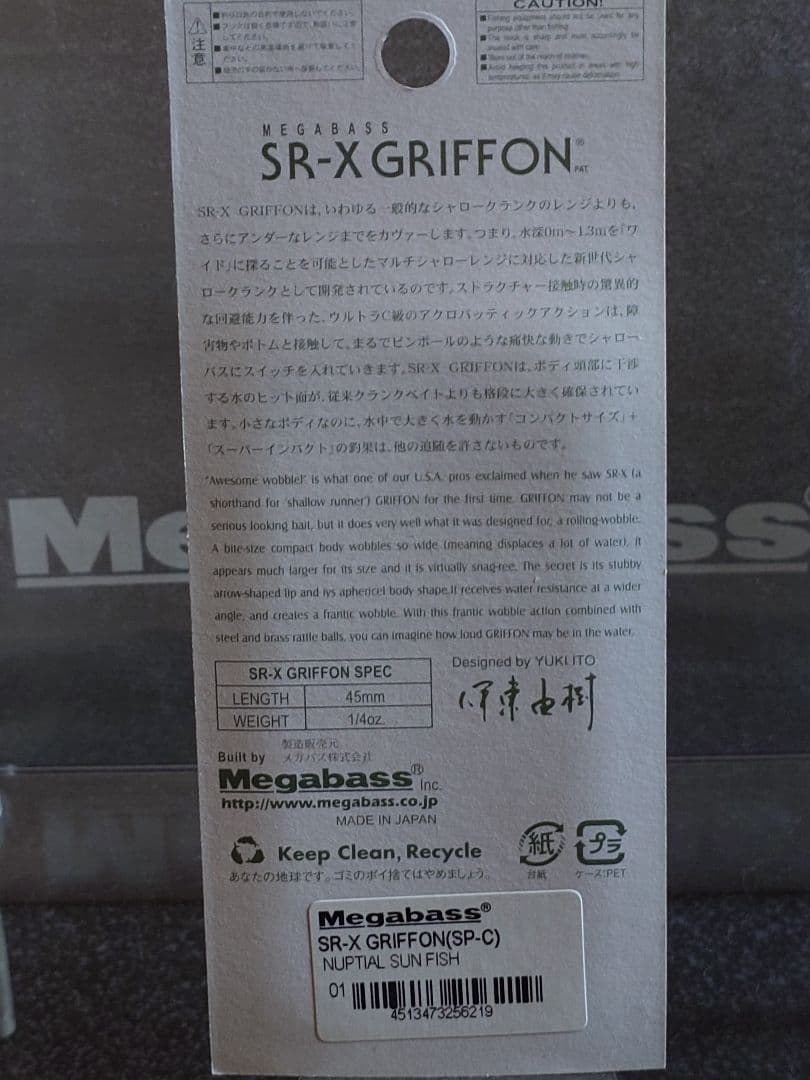 注意
CAUTION!
Fishing equipment should not be used for any
purpose other than fishing.
MEGABASS
SR-X GRIFFON®
PAT.
SR-X GRIFFONは、いわゆる一般的なシャロークランクのレンジよりも、
さらにアンダーなレンジまでをカヴァーします。つまり、水深0m〜1.3mを「ワ
イド」に探ることを可能としたマルチシャローレンジに対応した新世代シャ
ロークランクとして開発されているのです。ストラクチャー接触時の驚異的
な回避能力を伴った、ウルトラC級のアクロバッティックアクションは、障
害物やボトムと接触して、まるでピンボールのような痛快な動きでシャロー
バスにスイッチを入れていきます。SR-X GRIFFONは、ボディ頭部に干渉
する水のヒット面が、従来クランクベイトよりも格段に大きく確保されてい
ます。小さなボディなのに、水中で大きく水を動かす「コンパクトサイズ」+
「スーパーインパクト」の釣果は、他の追随を許さないものです。
"Awesome wobble!" is what one of our U.S.A. pros exclaimed when he saw SR-X (a
shorthand for 'shallow runner') GRIFFON for the first time. GRIFFON may not be a
serious looking bait, but it does very well what it was designed for, a rolling-wobble.
A bite-size compact body wobbles so wide (meaning displaces a lot of water), it
appears much larger for its size and it is virtually snag-free. The secret is its stubby
arrow-shaped lip and ivs aphericel body shape.It receives water resistance at a wider
angle, and creates a frantic wobble. With this frantic wobble action combined with
steel and brass rattle balls, you can imagine how loud GRIFFON may be in the water.
SR-X GRIFFON SPEC
LENGTH 45mm
WEIGHT 1/4oz.
Designed by YUKI ITO
伊東由樹
製造販売元
Built by メガバス株式会社
Megabass® Inc.
http://www.megabass.co.jp
MADE IN JAPAN
Keep Clean, Recycle
あなたの地球です。ゴミのポイ捨てはやめましょう。
紙
台紙
プラ
ケース:PET
Megabass®
SR-X GRIFFON(SP-C)
NUPTIAL SUN FISH
01
4513473256219